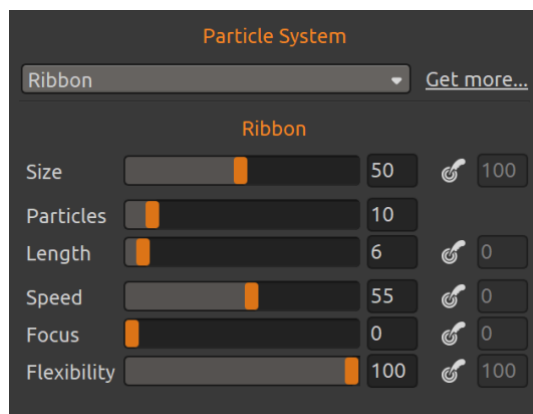 Particle System
Ribbon Get more...
Ribbon
Size 50 100
Particles 10
Length 6 0
Speed 55 0
Focus 0 0
Flexibility 100 100